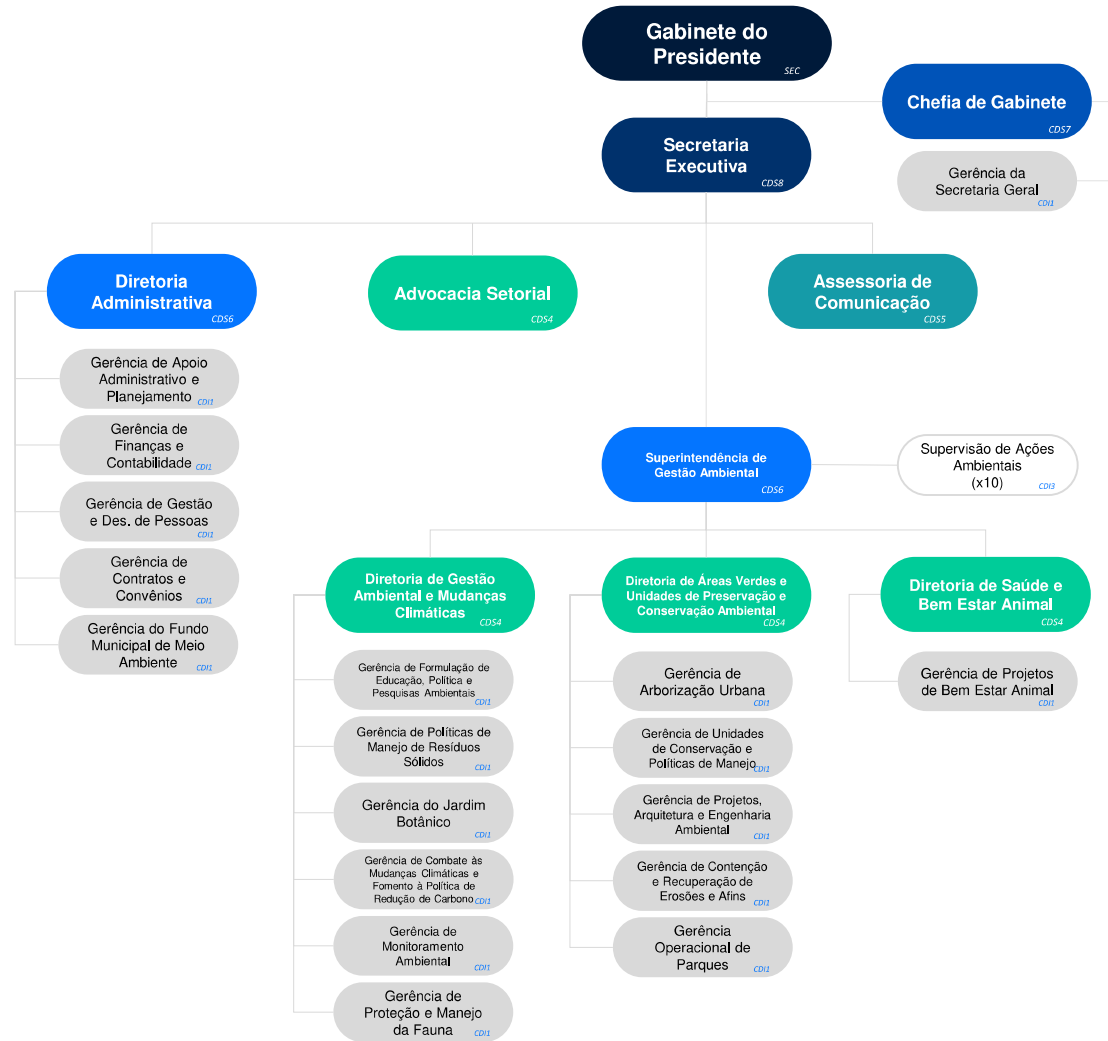 Gabinete do
Presidente
SEC
Chefia de Gabinete
CDS7
Secretaria
Executiva
CDS8
Gerência da
Secretaria Geral
CDI1
Diretoria
Administrativa
CDS6
Advocacia Setorial
CDS4
Assessoria de
Comunicação
CDS5
Gerência de Apoio
Administrativo e
Planejamento
CDI1
Gerência de
Finanças e
Contabilidade
CDI1
Gerência de Gestão
e Des. de Pessoas
CDI1
Gerência de
Contratos e
Convênios
CDI1
Gerência do Fundo
Municipal de Meio
Ambiente
CDI1
Superintendência de
Gestão Ambiental
CDS6
Supervisão de Ações
Ambientais
(x10)
CDI3
Diretoria de Gestão
Ambiental e Mudanças
Climáticas
CDS4
Gerência de Formulação de
Educação, Política e
Pesquisas Ambientais
CDI1
Gerência de Políticas de
Manejo de Resíduos
Sólidos
CDI1
Gerência do Jardim
Botânico
CDI1
Gerência de Combate às
Mudanças Climáticas e
Fomento à Política de
Redução de Carbono
CDI1
Gerência de
Monitoramento
Ambiental
CDI1
Gerência de
Proteção e Manejo
da Fauna
CDI1
Diretoria de Áreas Verdes e
Unidades de Preservação e
Conservação Ambiental
CDS4
Gerência de
Arborização Urbana
CDI1
Gerência de Unidades
de Conservação e
Políticas de Manejo
CDI1
Gerência de Projetos,
Arquitetura e Engenharia
Ambiental
CDI1
Gerência de Contenção
e Recuperação de
Erosões e Afins
CDI1
Gerência
Operacional de
Parques
CDI1
Diretoria de Saúde e
Bem Estar Animal
CDS4
Gerência de Projetos
de Bem Estar Animal
CDI1